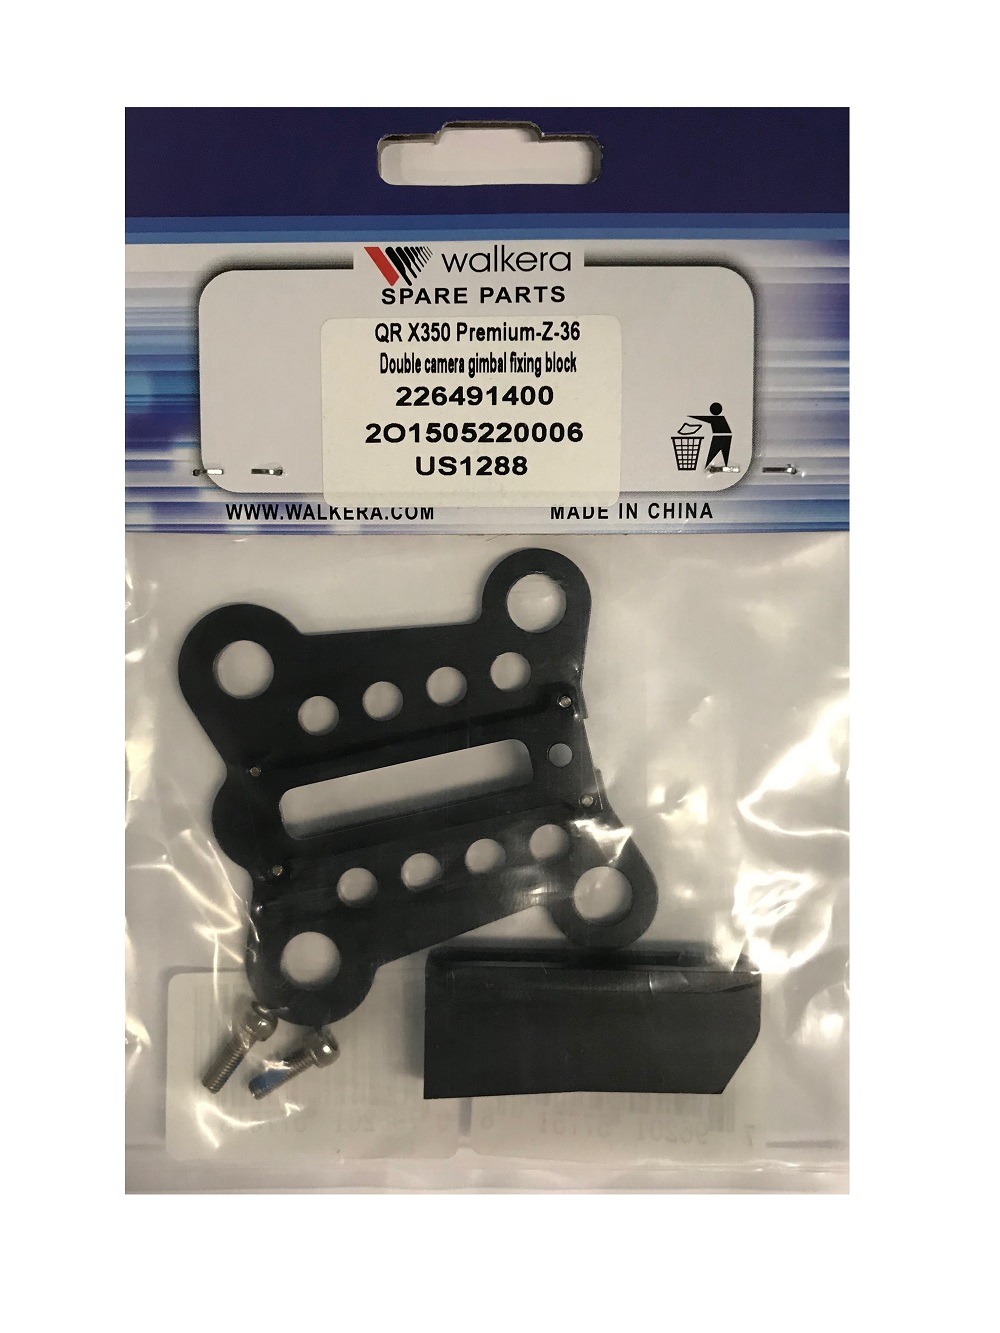 walkera
SPARE PARTS
QR X350 Premium-Z-36
Double camera gimbal fixing block
226491400
2O1505220006
US1288
WWW.WALKERA.COM
MADE IN CHINA